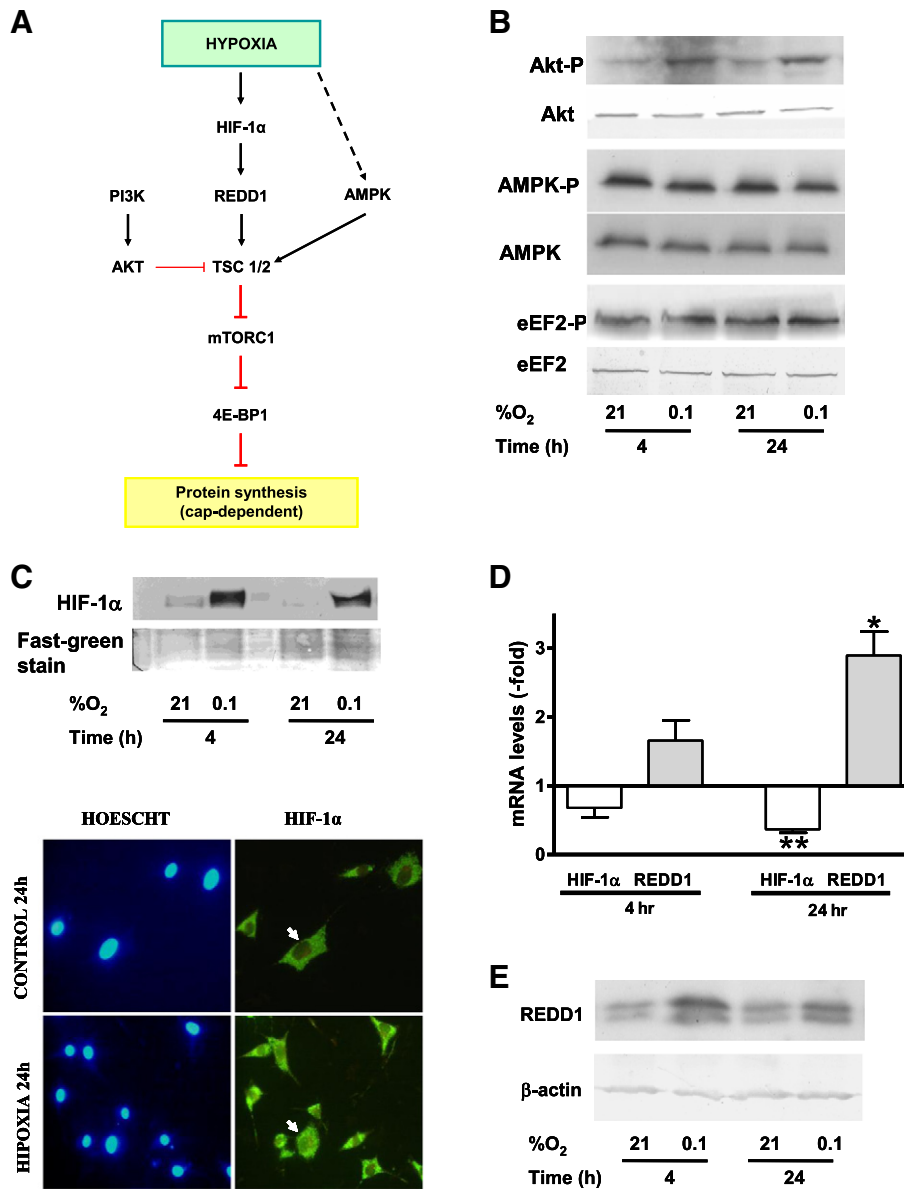 A
HYPOXIA
HIF-1α
PI3K
REDD1
AMPK
AKT
TSC 1/2
mTORC1
4E-BP1
Protein synthesis
(cap-dependent)
B
Akt-P
Akt
AMPK-P
AMPK
eEF2-P
eEF2
%O₂ 21 0.1 21 0.1
Time (h) 4 24
C
HIF-1α
Fast-green
stain
%O₂ 21 0.1 21 0.1
Time (h) 4 24
HOESCHT HIF-1α
CONTROL 24h
HIPOXIA 24h
D
mRNA levels (-fold)
3
2
1
0
*
**
HIF-1α REDD1 HIF-1α REDD1
4 hr 24 hr
E
REDD1
β-actin
%O₂ 21 0.1 21 0.1
Time (h) 4 24